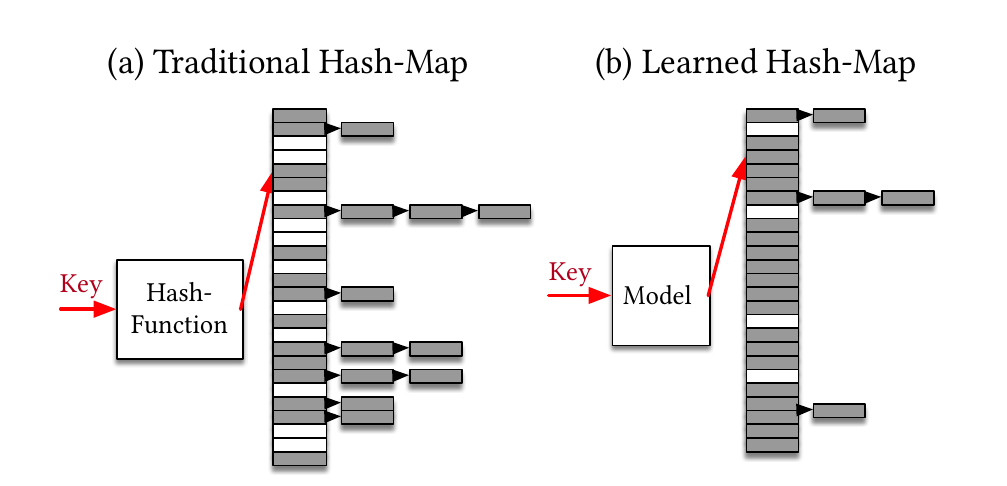 (a) Traditional Hash-Map
Key
Hash-
Function
(b) Learned Hash-Map
Key
Model